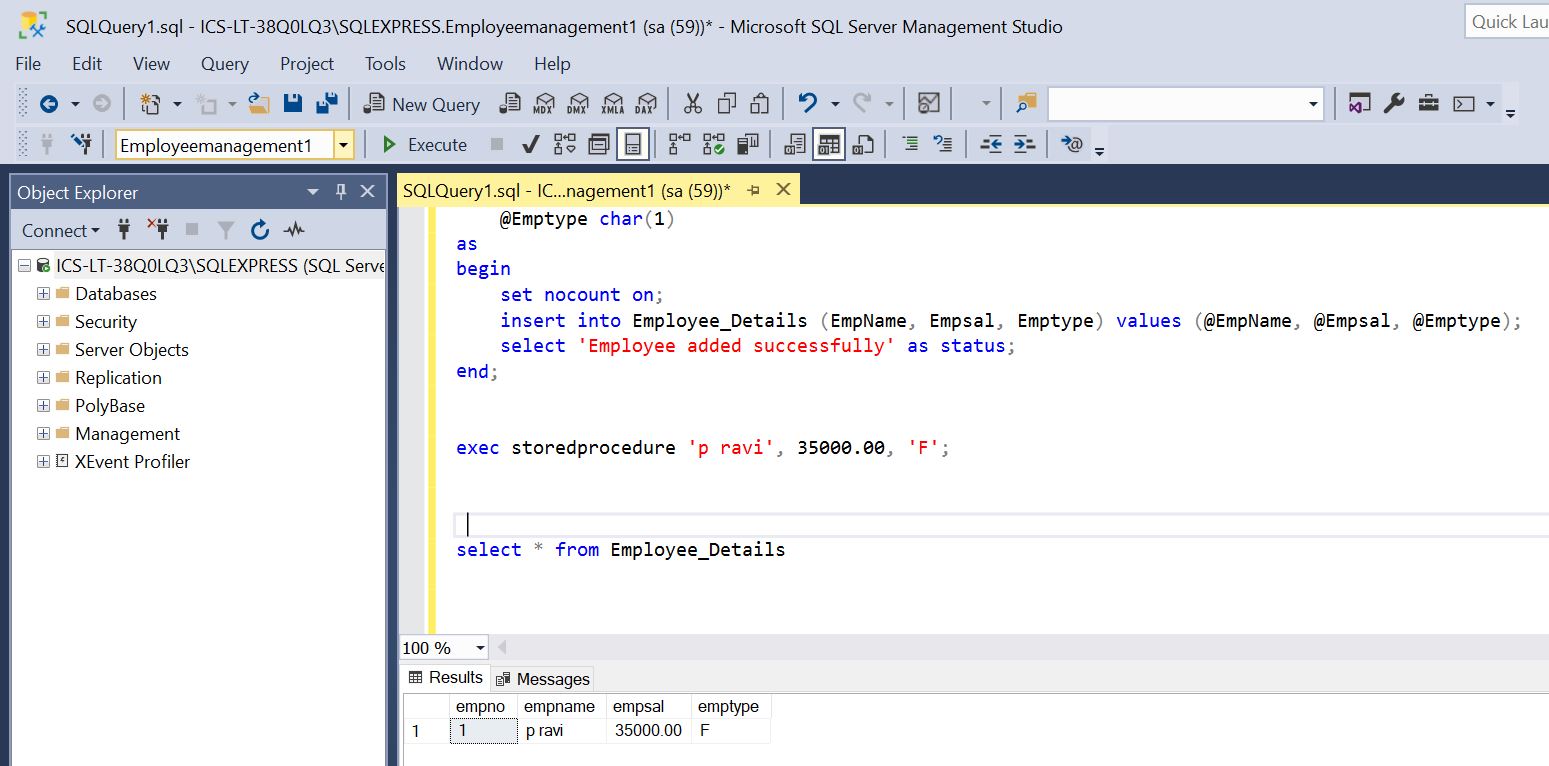 SQLQuery1.sql - ICS-LT-38Q0LQ3\SQLEXPRESS.Employeemanagement1 (sa (59))* - Microsoft SQL Server Management Studio
Quick Lau
File Edit View Query Project Tools Window Help
New Query MDX DMX XMLA DAX
Employeemanagement1 Execute
Object Explorer
Connect
ICS-LT-38Q0LQ3\SQLEXPRESS (SQL Serve
Databases
Security
Server Objects
Replication
PolyBase
Management
XEvent Profiler
SQLQuery1.sql - IC...nagement1 (sa (59))*
@Emptype char(1)
as
begin
set nocount on;
insert into Employee_Details (EmpName, Empsal, Emptype) values (@EmpName, @Empsal, @Emptype);
select 'Employee added successfully' as status;
end;
exec storedprocedure 'p ravi', 35000.00, 'F';
select * from Employee_Details
100 %
Results Messages
empno empname empsal emptype
1 1 p ravi 35000.00 F